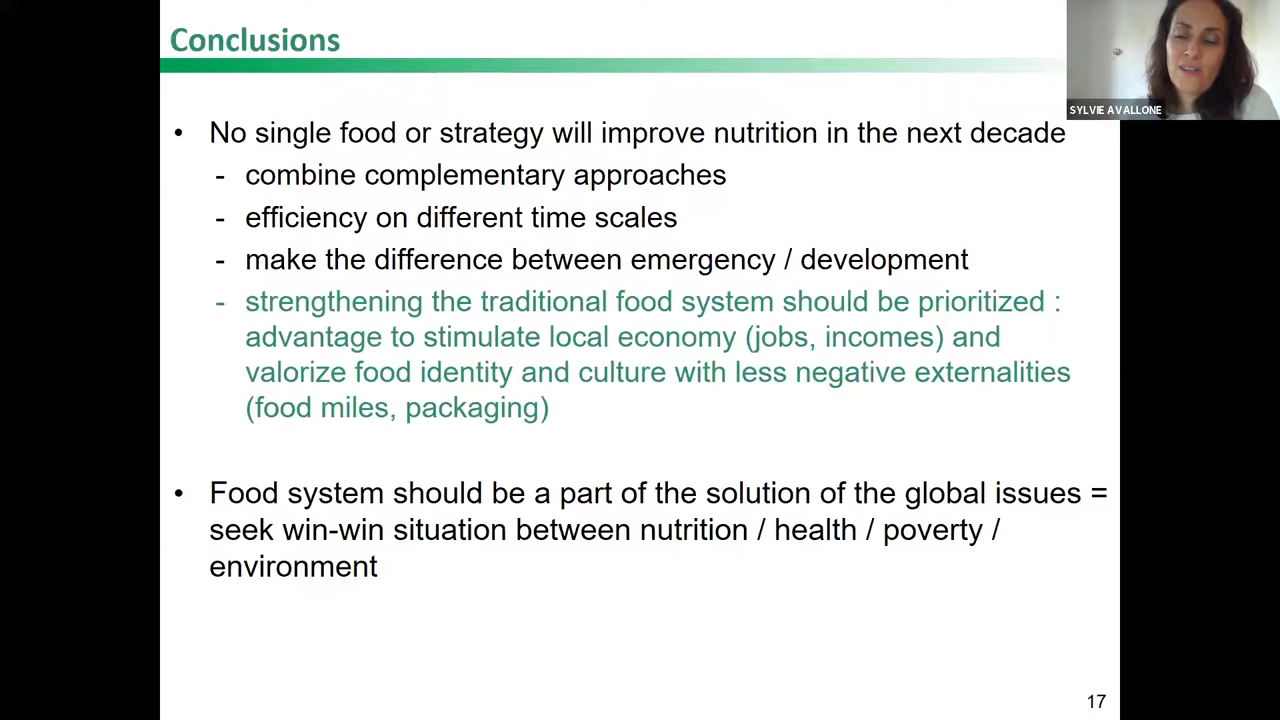 Conclusions
SYLVIE AVALLONE
• No single food or strategy will improve nutrition in the next decade
- combine complementary approaches
- efficiency on different time scales
- make the difference between emergency / development
- strengthening the traditional food system should be prioritized :
advantage to stimulate local economy (jobs, incomes) and
valorize food identity and culture with less negative externalities
(food miles, packaging)
• Food system should be a part of the solution of the global issues =
seek win-win situation between nutrition / health / poverty /
environment
17